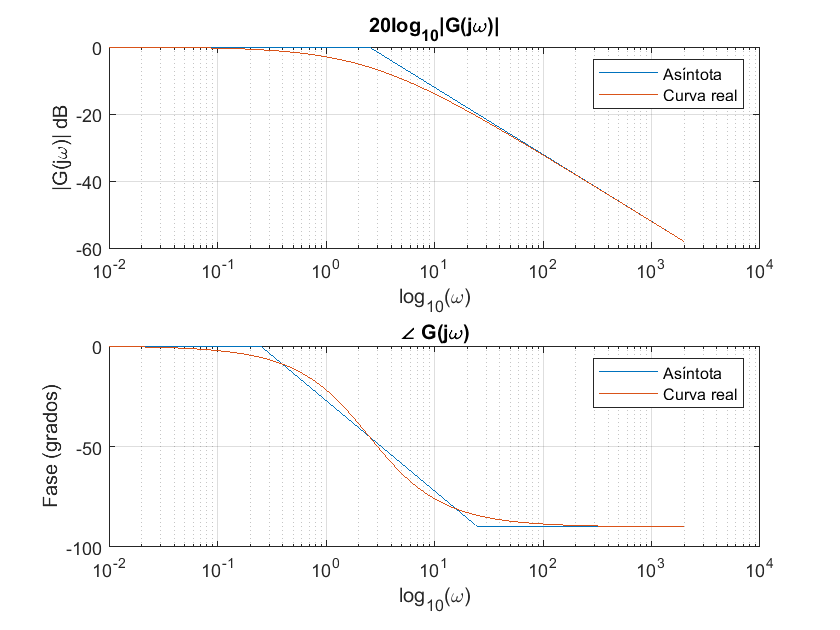 20log₁₀|G(jω)|
|G(jω)| dB
0
-20
-40
-60
Asíntota
Curva real
10⁻² 10⁻¹ 10⁰ 10¹ 10² 10³ 10⁴
log₁₀(ω)
∠ G(jω)
Fase (grados)
0
-50
-100
Asíntota
Curva real
10⁻² 10⁻¹ 10⁰ 10¹ 10² 10³ 10⁴
log₁₀(ω)